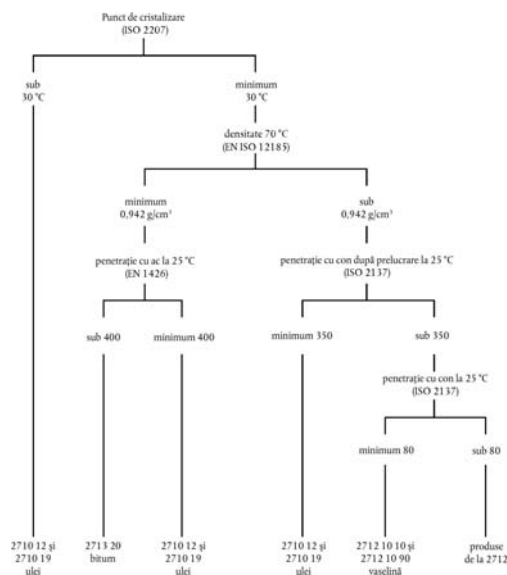 Punct de cristalizare
(ISO 2207)
sub
30 °C
minimum
30 °C
densitate 70 °C
(EN ISO 12185)
minimum
0,942 g/cm³
sub
0,942 g/cm³
penetrație cu ac la 25 °C
(EN 1426)
penetrație cu con după prelucrare la 25 °C
(ISO 2137)
sub 400
minimum 400
minimum 350
sub 350
penetrație cu con la 25 °C
(ISO 2137)
minimum 80
sub 80
2710 12 și
2710 19
ulei
2713 20
bitum
2710 12 și
2710 19
ulei
2710 12 și
2710 19
ulei
2712 10 10 și
2712 10 90
vaselină
produse
de la 2712